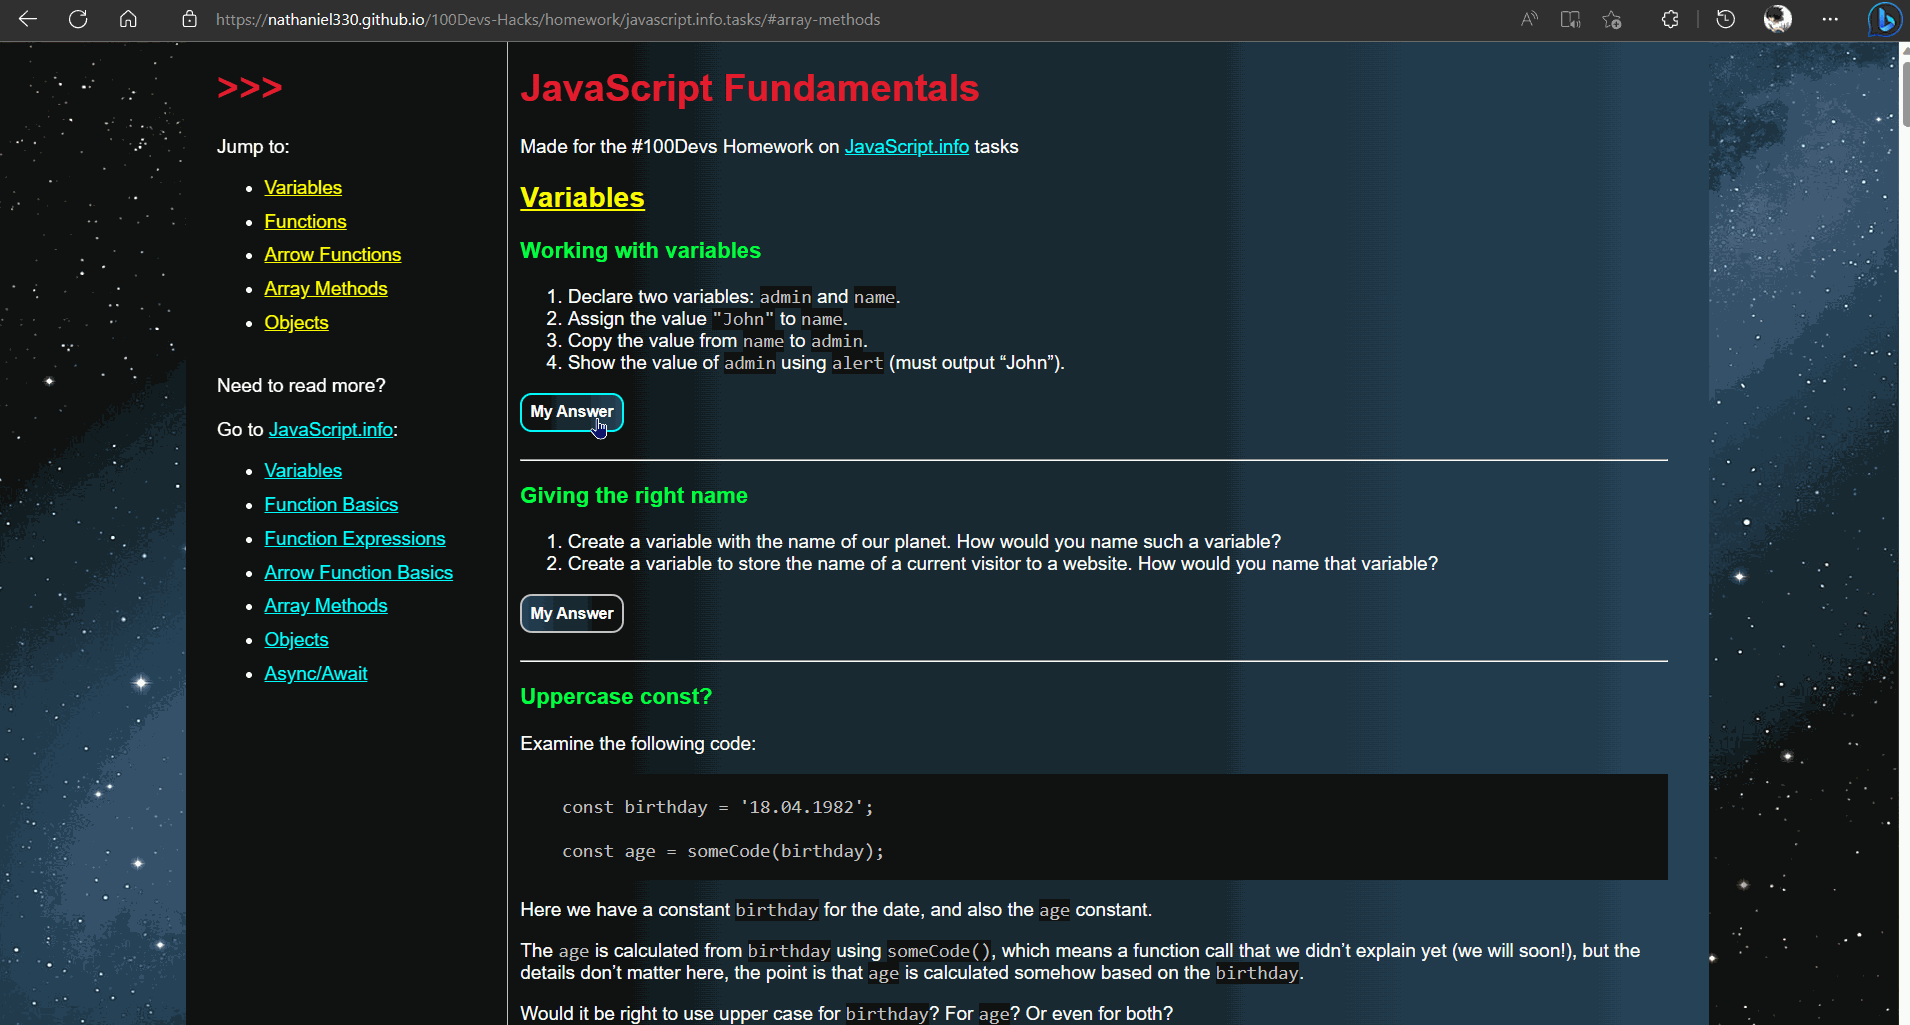 https://nathaniel330.github.io/100Devs-Hacks/homework/javascript.info.tasks/#array-methods
>>>
Jump to:
Variables
Functions
Arrow Functions
Array Methods
Objects
Need to read more?
Go to JavaScript.info:
Variables
Function Basics
Function Expressions
Arrow Function Basics
Array Methods
Objects
Async/Await
JavaScript Fundamentals
Made for the #100Devs Homework on JavaScript.info tasks
Variables
Working with variables
1. Declare two variables: admin and name.
2. Assign the value "John" to name.
3. Copy the value from name to admin.
4. Show the value of admin using alert (must output “John”).
My Answer
Giving the right name
1. Create a variable with the name of our planet. How would you name such a variable?
2. Create a variable to store the name of a current visitor to a website. How would you name that variable?
My Answer
Uppercase const?
Examine the following code:
const birthday = '18.04.1982';
const age = someCode(birthday);
Here we have a constant birthday for the date, and also the age constant.
The age is calculated from birthday using someCode(), which means a function call that we didn’t explain yet (we will soon!), but the
details don’t matter here, the point is that age is calculated somehow based on the birthday.
Would it be right to use upper case for birthday? For age? Or even for both?